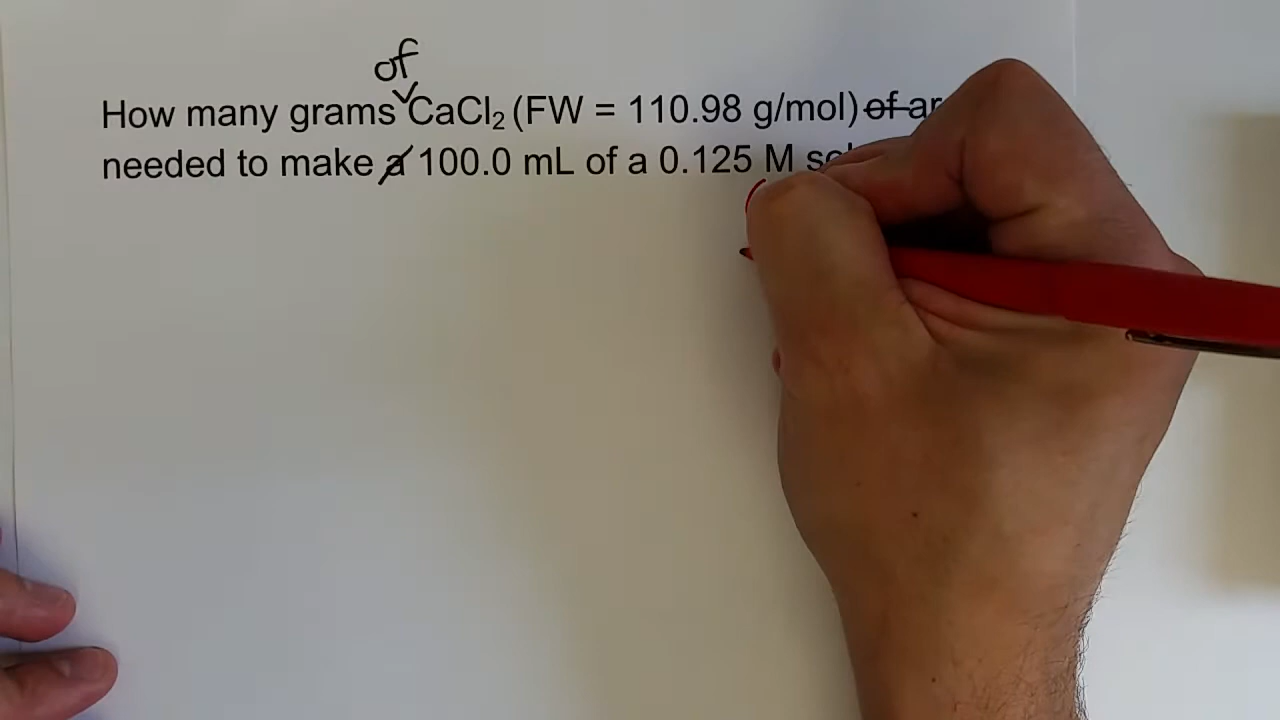 of
How many grams CaCl₂ (FW = 110.98 g/mol) of
needed to make a 100.0 mL of a 0.125 M